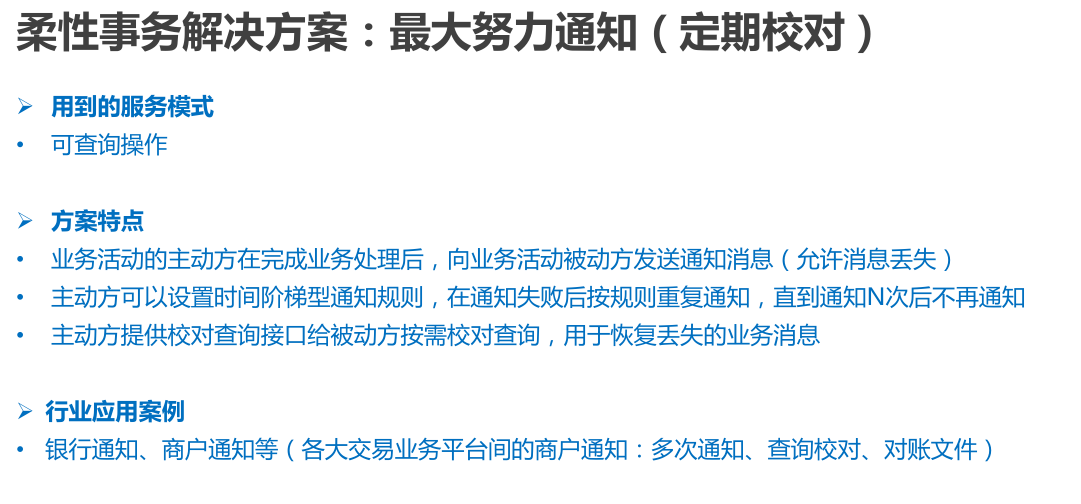 柔性事务解决方案：最大努力通知（定期校对）
➢ 用到的服务模式
• 可查询操作
➢ 方案特点
• 业务活动的主动方在完成业务处理后，向业务活动被动方发送通知消息（允许消息丢失）
• 主动方可以设置时间阶梯型通知规则，在通知失败后按规则重复通知，直到通知N次后不再通知
• 主动方提供校对查询接口给被动方按需校对查询，用于恢复丢失的业务消息
➢ 行业应用案例
• 银行通知、商户通知等（各大交易业务平台间的商户通知：多次通知、查询校对、对账文件）